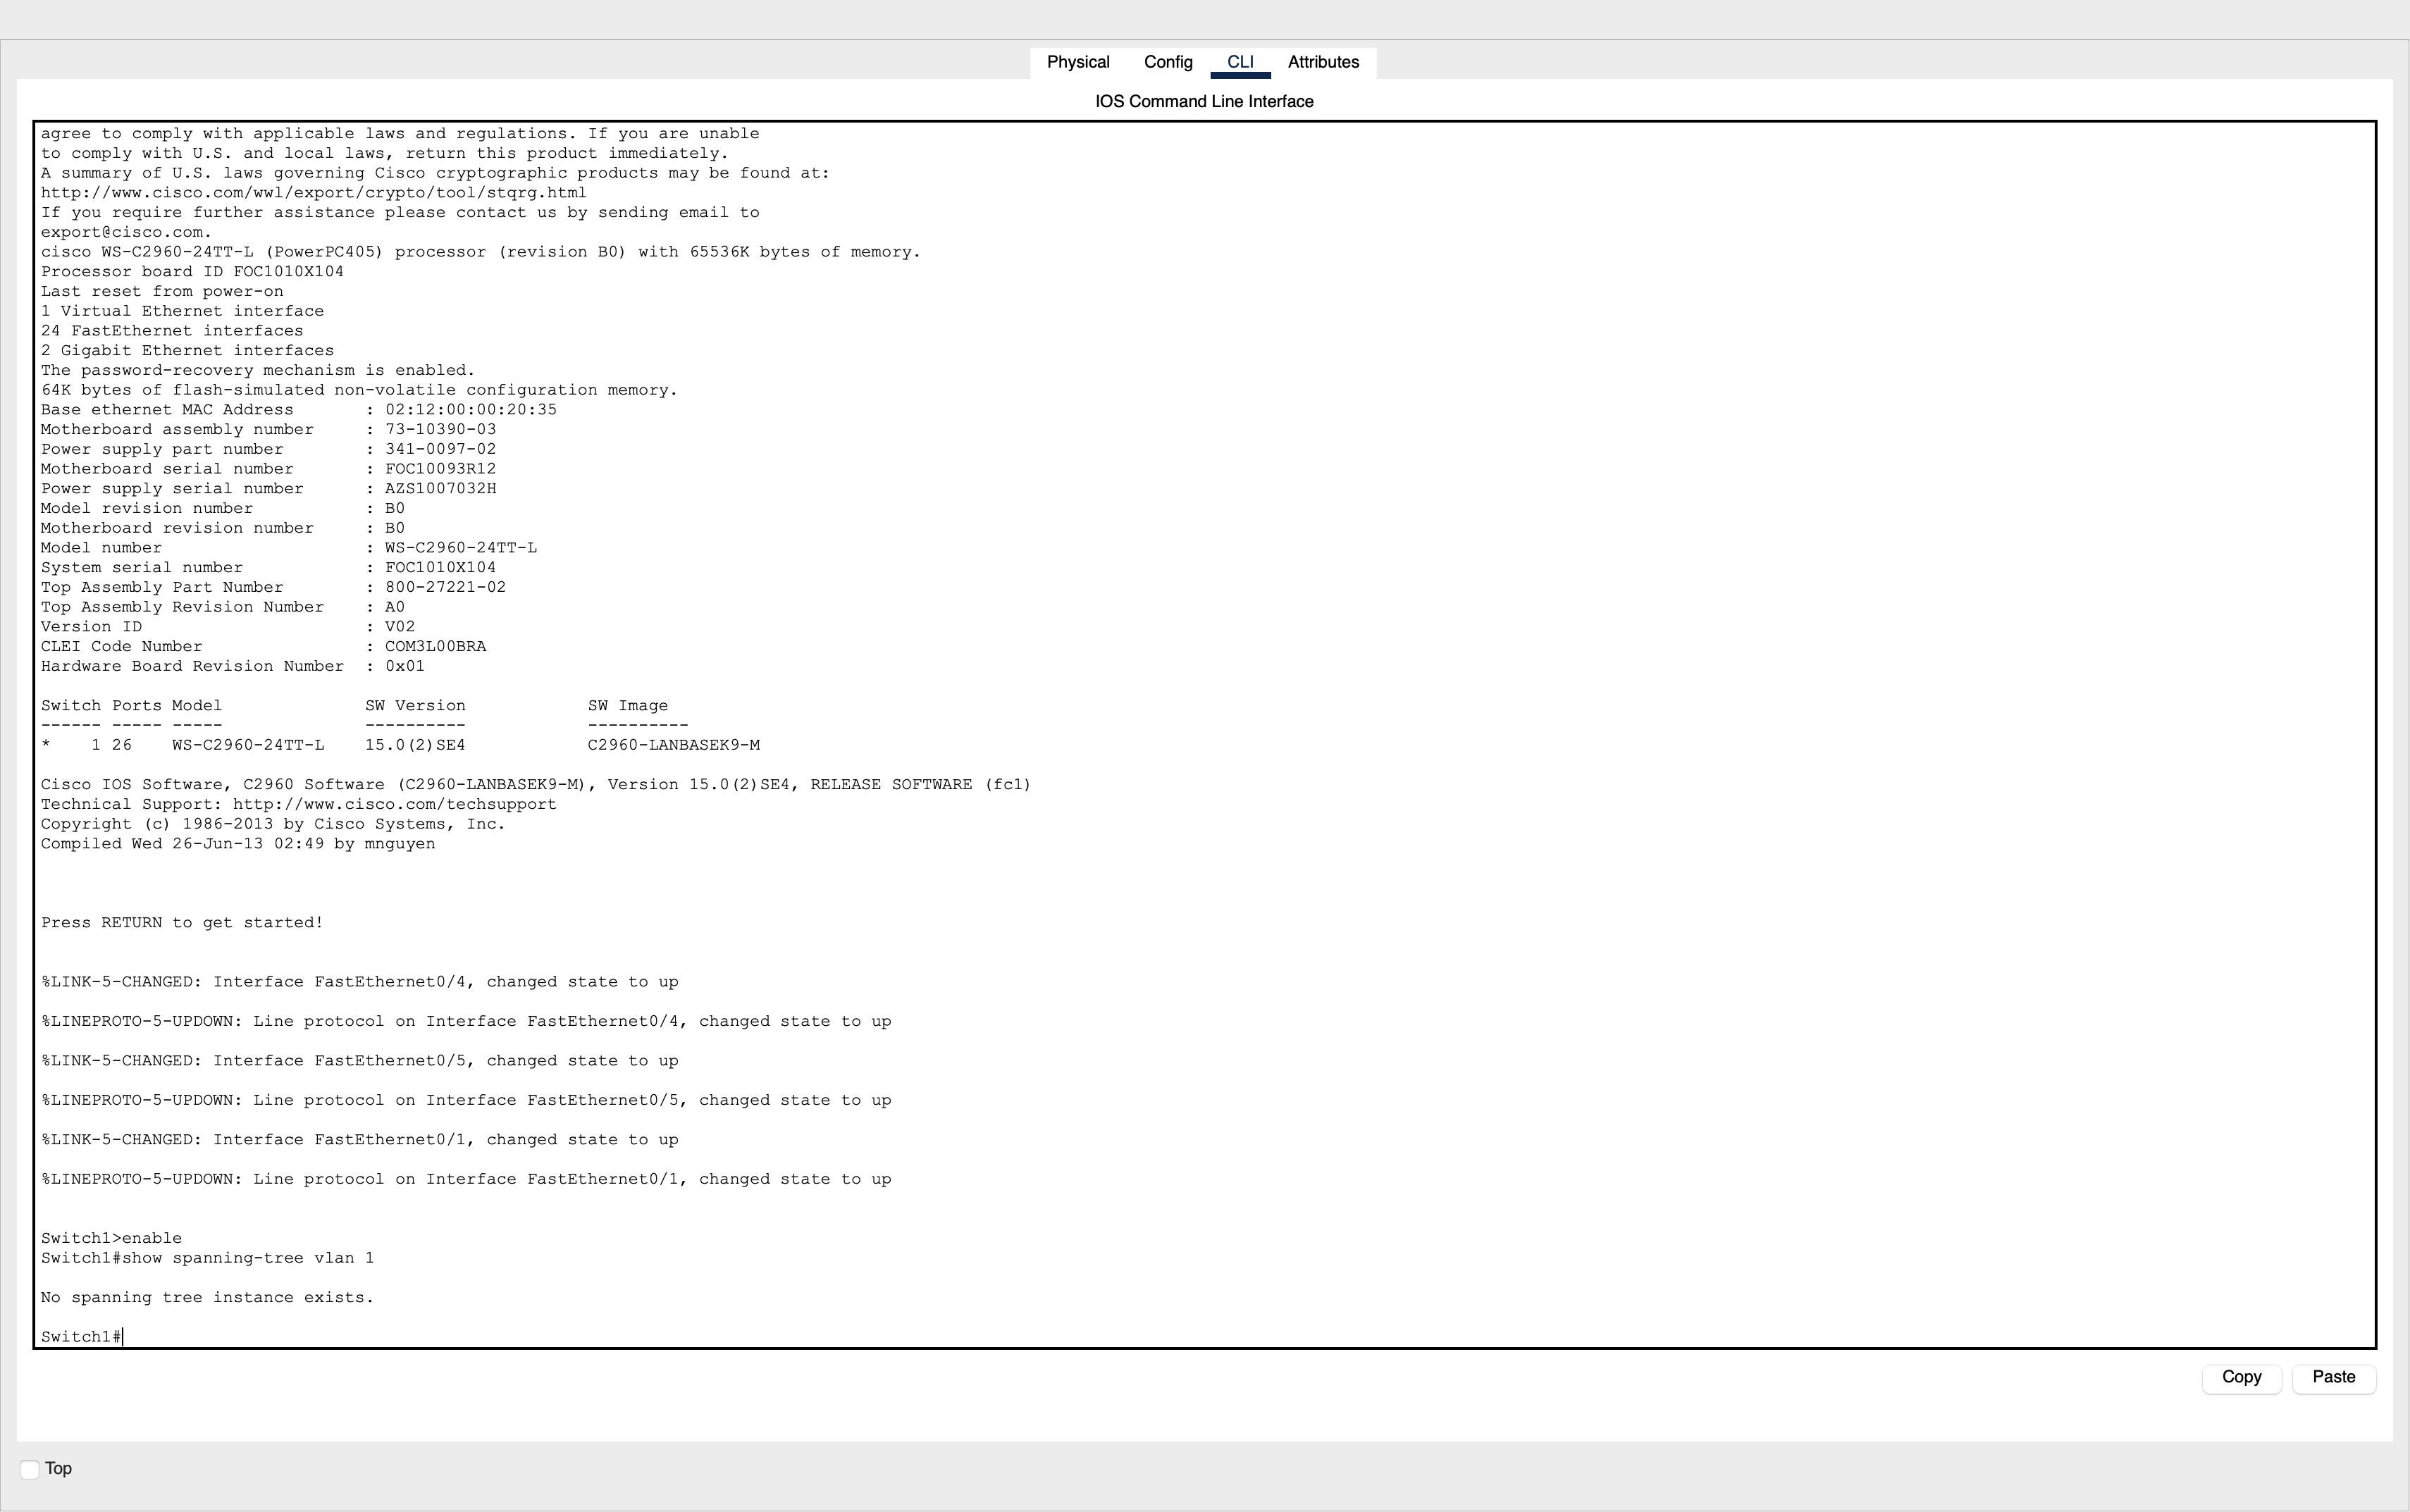 Physical Config CLI Attributes
IOS Command Line Interface
agree to comply with applicable laws and regulations. If you are unable
to comply with U.S. and local laws, return this product immediately.
A summary of U.S. laws governing Cisco cryptographic products may be found at:
http://www.cisco.com/wwl/export/crypto/tool/stqrg.html
If you require further assistance please contact us by sending email to
export@cisco.com.
cisco WS-C2960-24TT-L (PowerPC405) processor (revision B0) with 65536K bytes of memory.
Processor board ID FOC1010X104
Last reset from power-on
1 Virtual Ethernet interface
24 FastEthernet interfaces
2 Gigabit Ethernet interfaces
The password-recovery mechanism is enabled.
64K bytes of flash-simulated non-volatile configuration memory.
Base ethernet MAC Address : 02:12:00:00:20:35
Motherboard assembly number : 73-10390-03
Power supply part number : 341-0097-02
Motherboard serial number : FOC10093R12
Power supply serial number : AZS1007032H
Model revision number : B0
Motherboard revision number : B0
Model number : WS-C2960-24TT-L
System serial number : FOC1010X104
Top Assembly Part Number : 800-27221-02
Top Assembly Revision Number : A0
Version ID : V02
CLEI Code Number : COM3L00BRA
Hardware Board Revision Number : 0x01
Switch Ports Model SW Version SW Image
------ ----- ----- ---------- ----------
* 1 26 WS-C2960-24TT-L 15.0(2)SE4 C2960-LANBASEK9-M
Cisco IOS Software, C2960 Software (C2960-LANBASEK9-M), Version 15.0(2)SE4, RELEASE SOFTWARE (fc1)
Technical Support: http://www.cisco.com/techsupport
Copyright (c) 1986-2013 by Cisco Systems, Inc.
Compiled Wed 26-Jun-13 02:49 by mnguyen
Press RETURN to get started!
%LINK-5-CHANGED: Interface FastEthernet0/4, changed state to up
%LINEPROTO-5-UPDOWN: Line protocol on Interface FastEthernet0/4, changed state to up
%LINK-5-CHANGED: Interface FastEthernet0/5, changed state to up
%LINEPROTO-5-UPDOWN: Line protocol on Interface FastEthernet0/5, changed state to up
%LINK-5-CHANGED: Interface FastEthernet0/1, changed state to up
%LINEPROTO-5-UPDOWN: Line protocol on Interface FastEthernet0/1, changed state to up
Switch1>enable
Switch1#show spanning-tree vlan 1
No spanning tree instance exists.
Switch1#
Copy Paste
Top